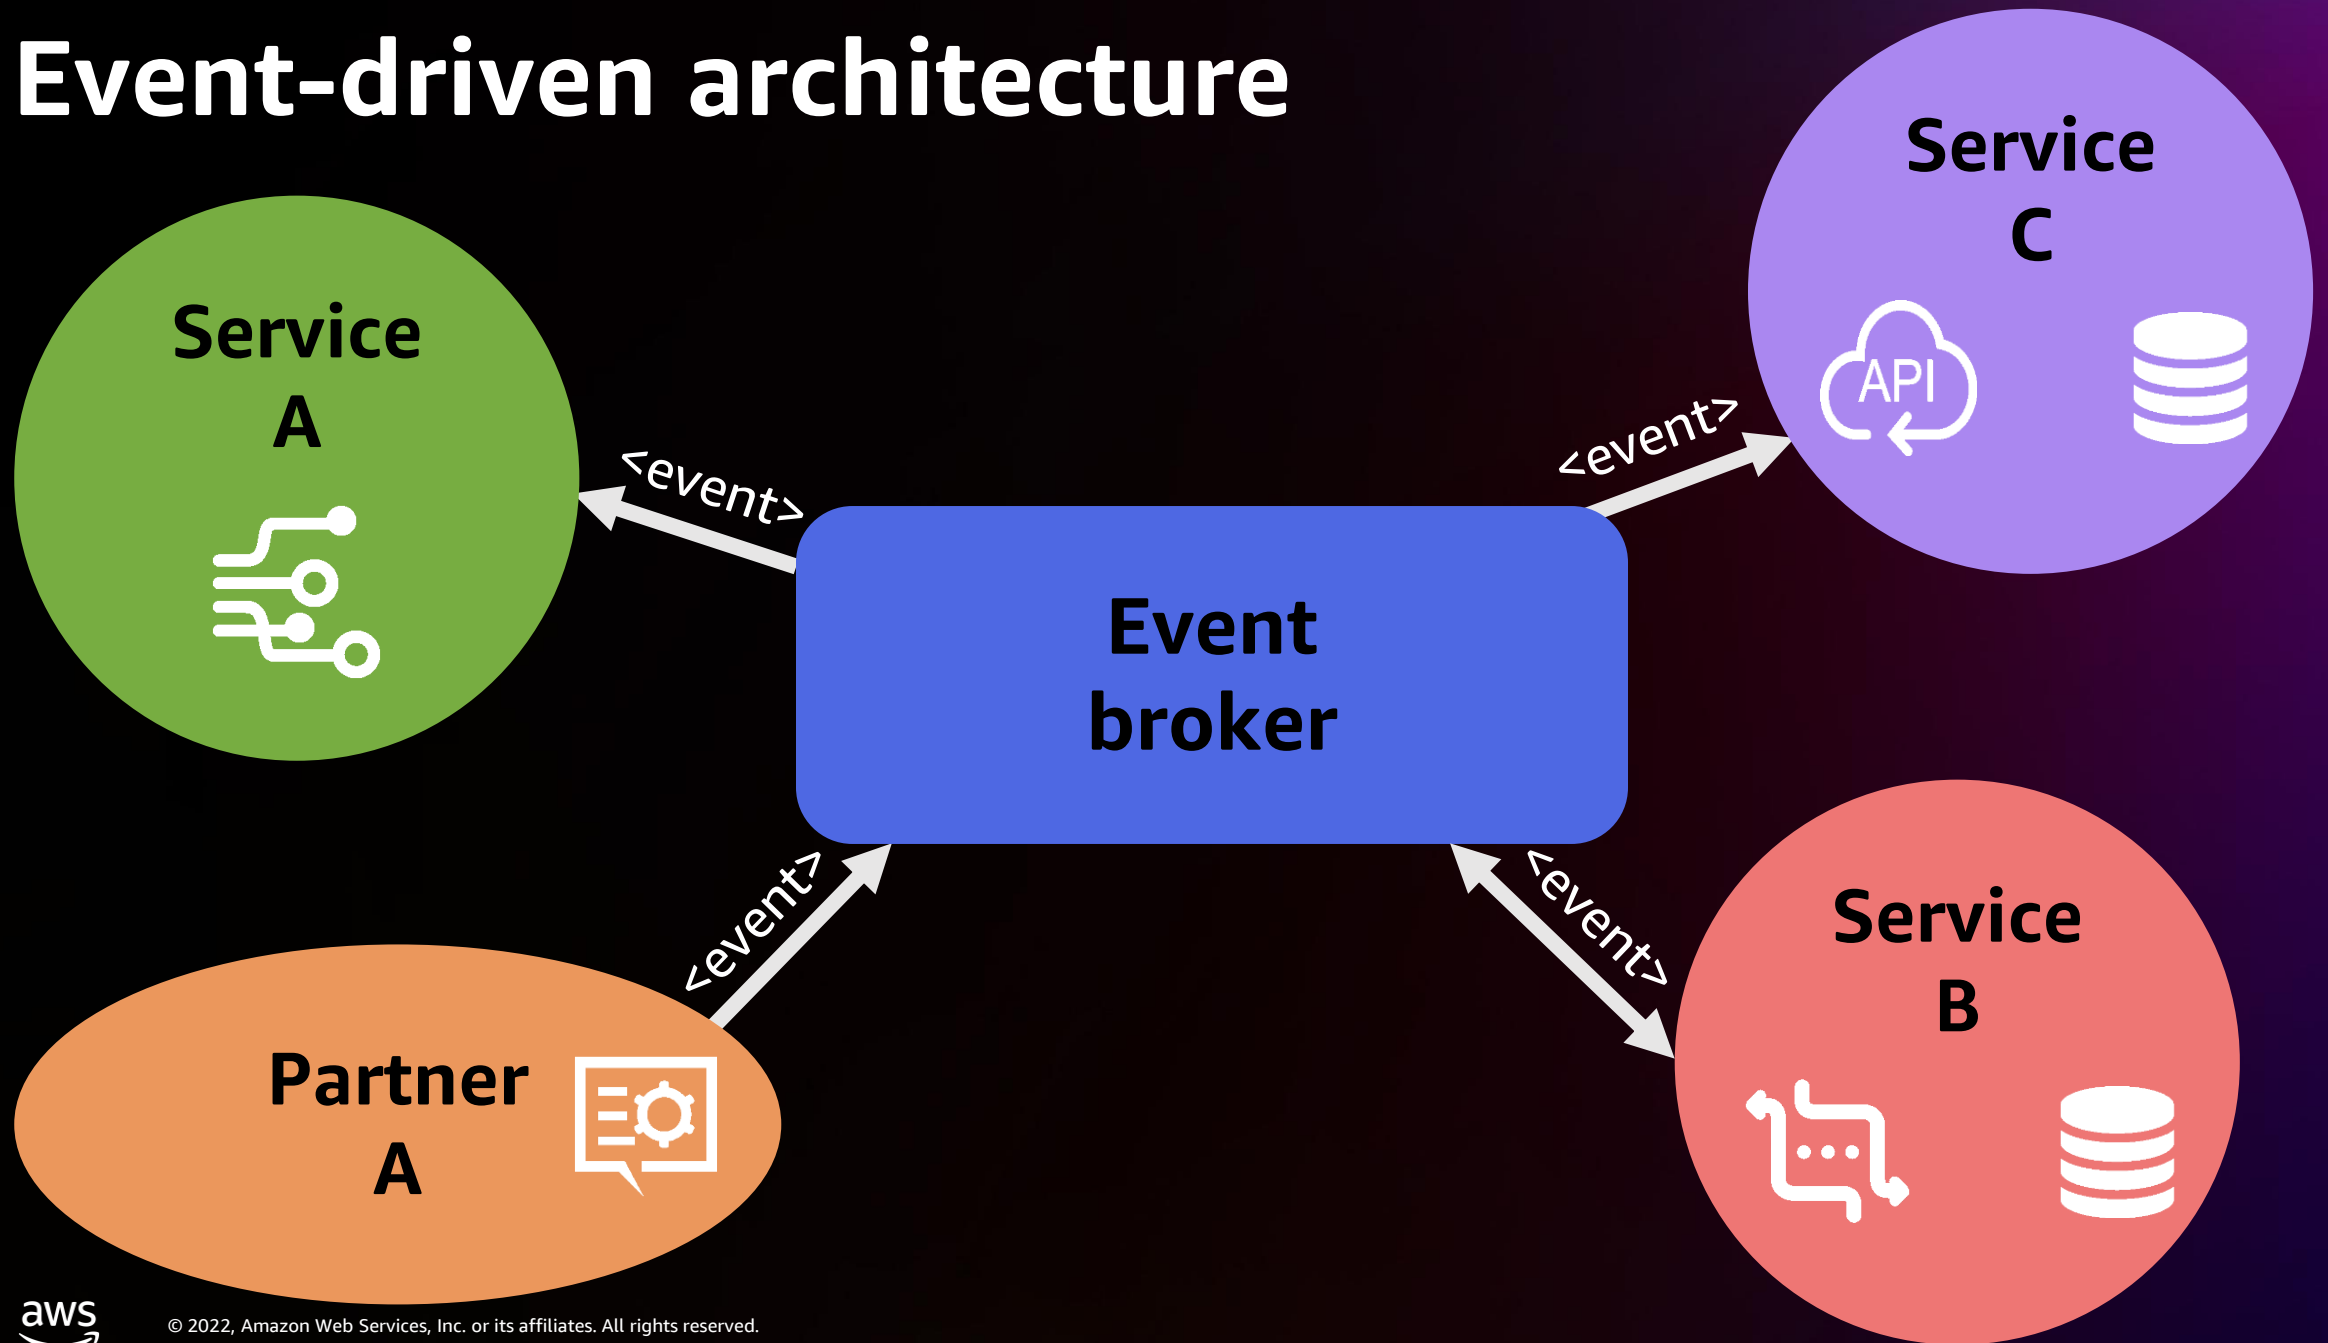 Event-driven architecture
Service
C
Service
A
API
<event>
<event>
Event
broker
<event>
<event>
Service
B
Partner
A
aws
© 2022, Amazon Web Services, Inc. or its affiliates. All rights reserved.